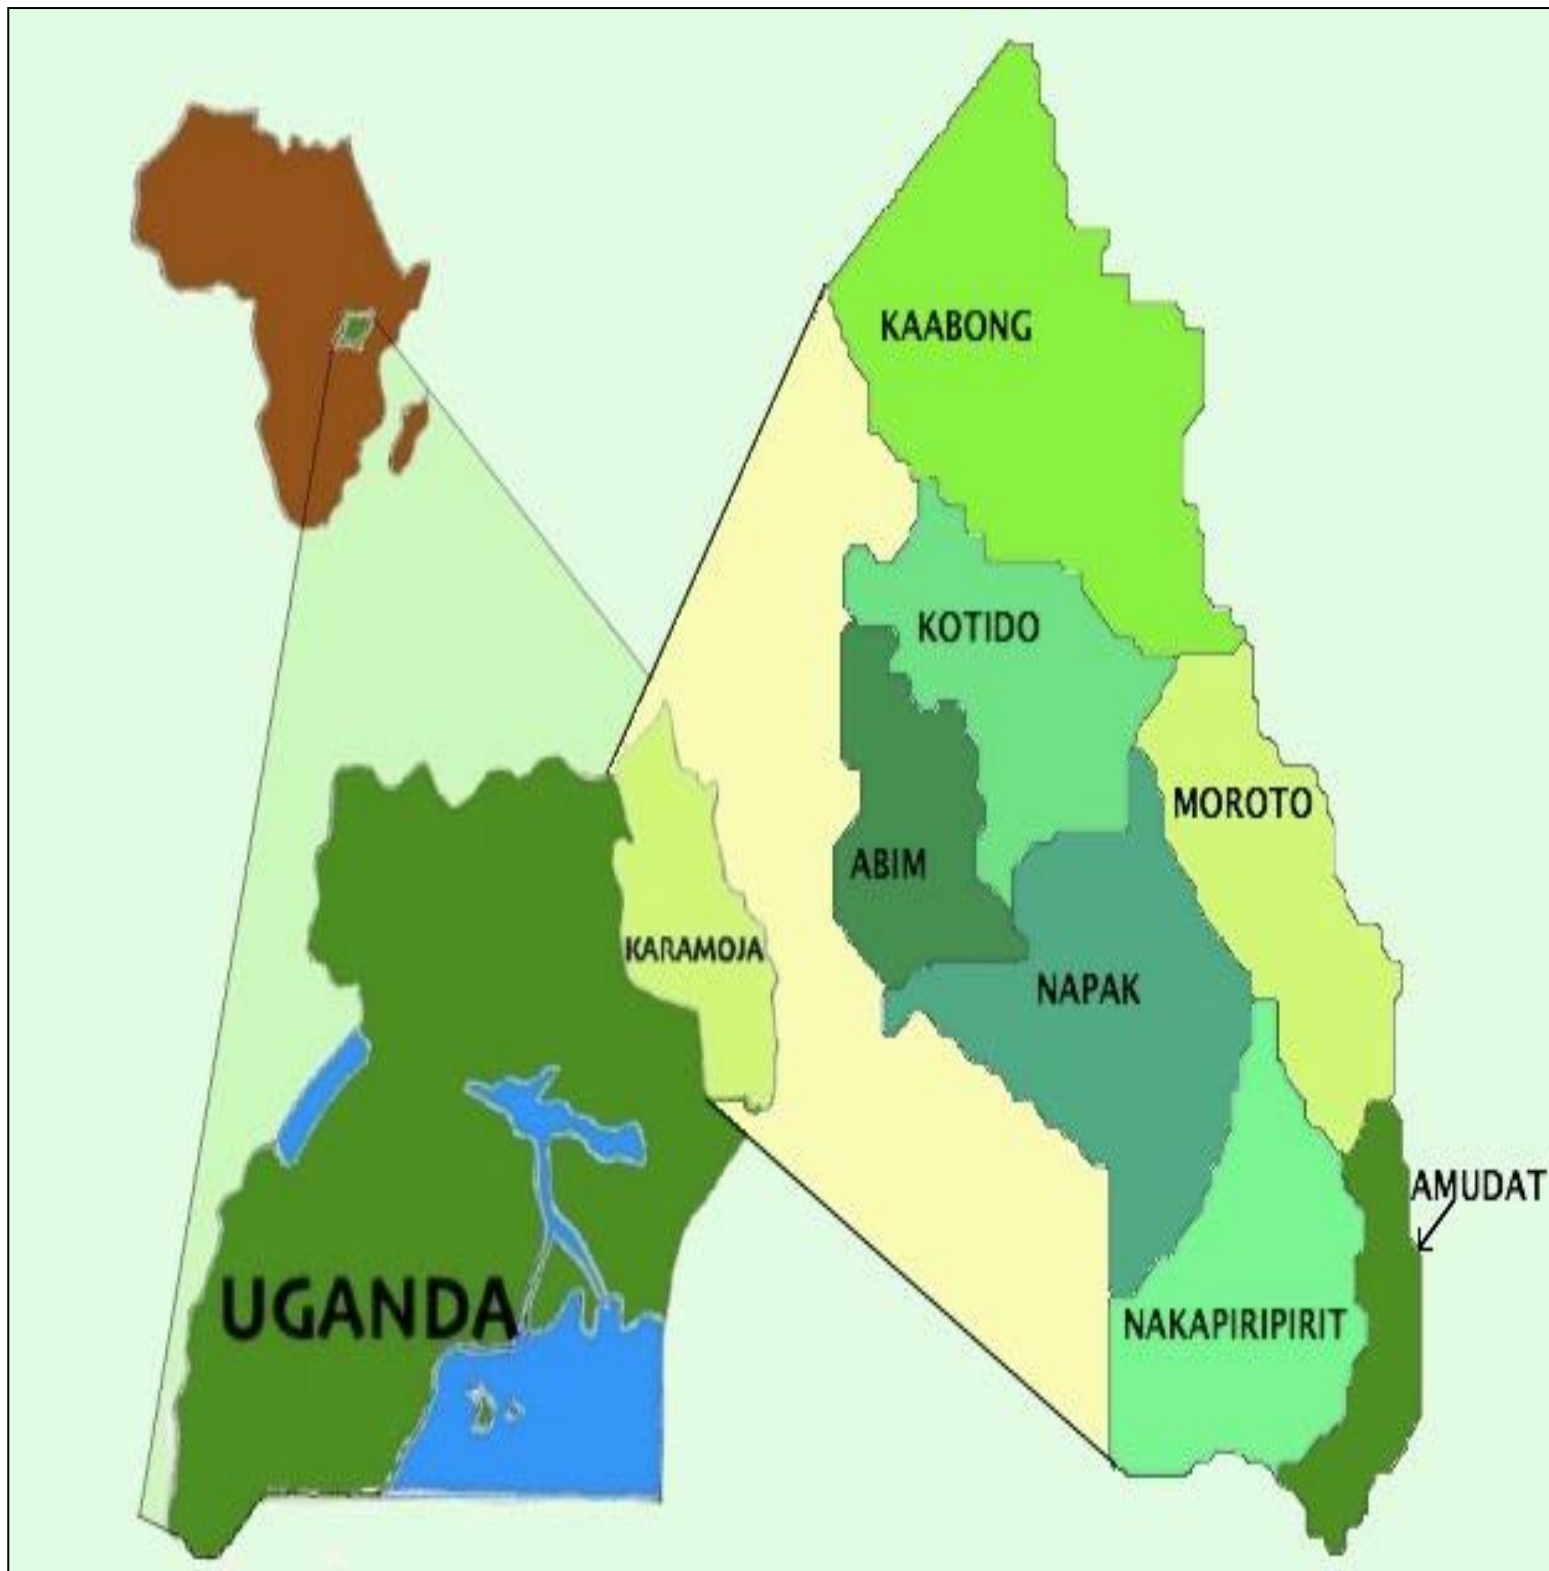 KAABONG
KOTIDO
MOROTO
ABIM
KARAMOJA
NAPAK
AMUDAT
UGANDA
NAKAPIRIPIRIT